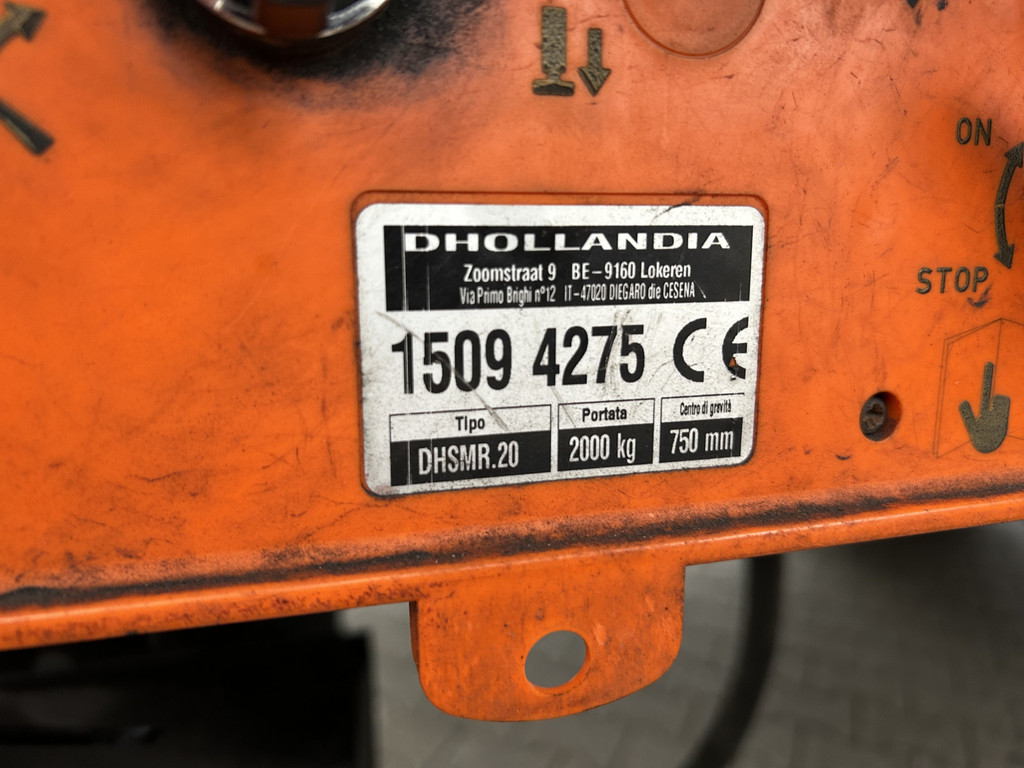 ON
STOP
DHOLLANDIA
Zoomstraat 9 BE-9160 Lokeren
Via Primo Brighi n°12 IT-47020 DIEGARO die CESENA
1509 4275 CE
Tipo Portata Centro di gravità
DHSMR.20 2000 kg 750 mm